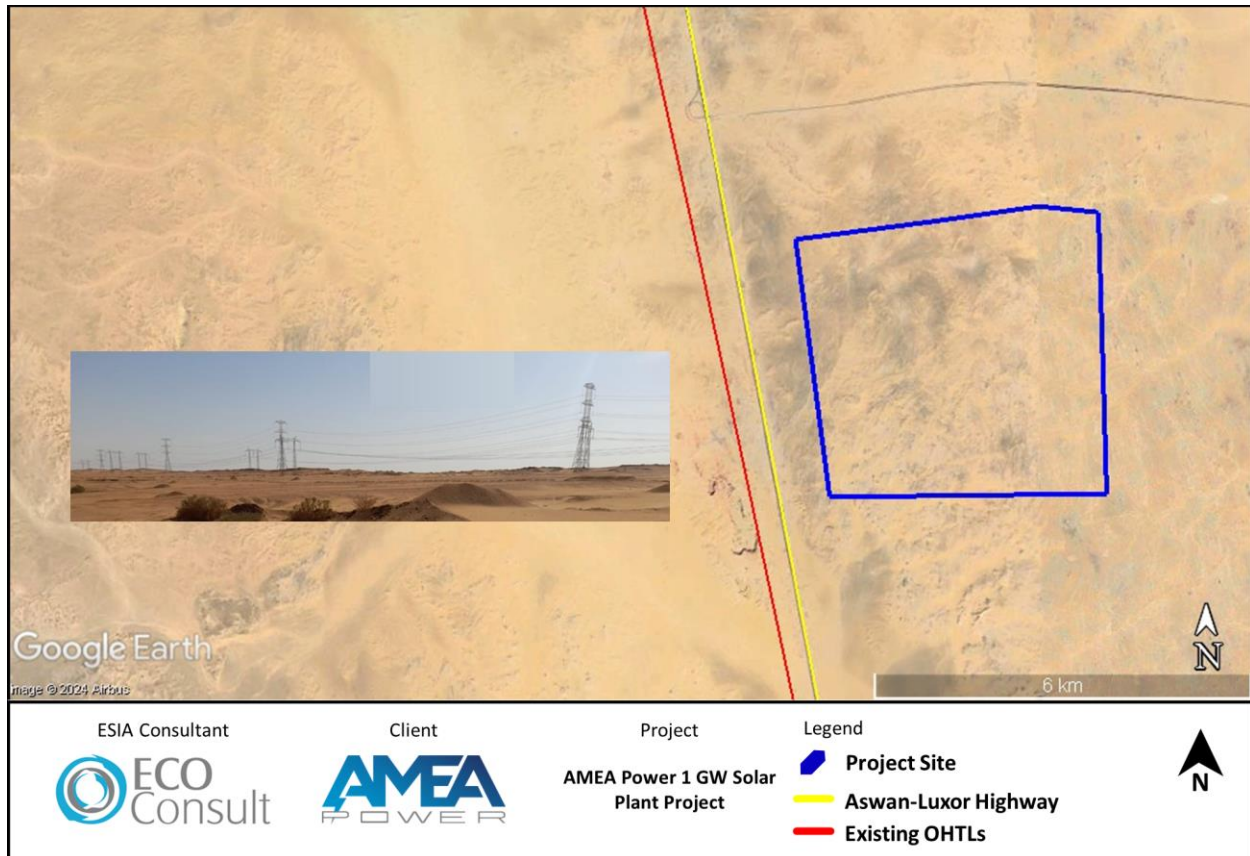 Google Earth
Image © 2024 Airbus
6 km
N
ESIA Consultant
ECO
Consult
Client
AMEA
POWER
Project
AMEA Power 1 GW Solar
Plant Project
Legend
Project Site
Aswan-Luxor Highway
Existing OHTLs
N